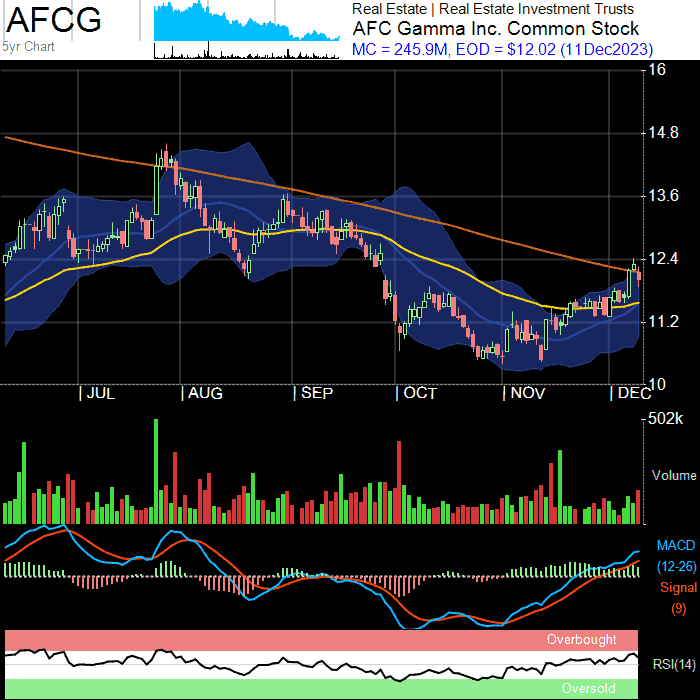 AFCG
5yr Chart
Real Estate | Real Estate Investment Trusts
AFC Gamma Inc. Common Stock
MC = 245.9M, EOD = $12.02 (11Dec2023)
16
14.8
13.6
12.4
11.2
10
| JUL | AUG | SEP | OCT | NOV | DEC
502k
Volume
MACD
(12-26)
Signal
(9)
Overbought
RSI(14)
Oversold